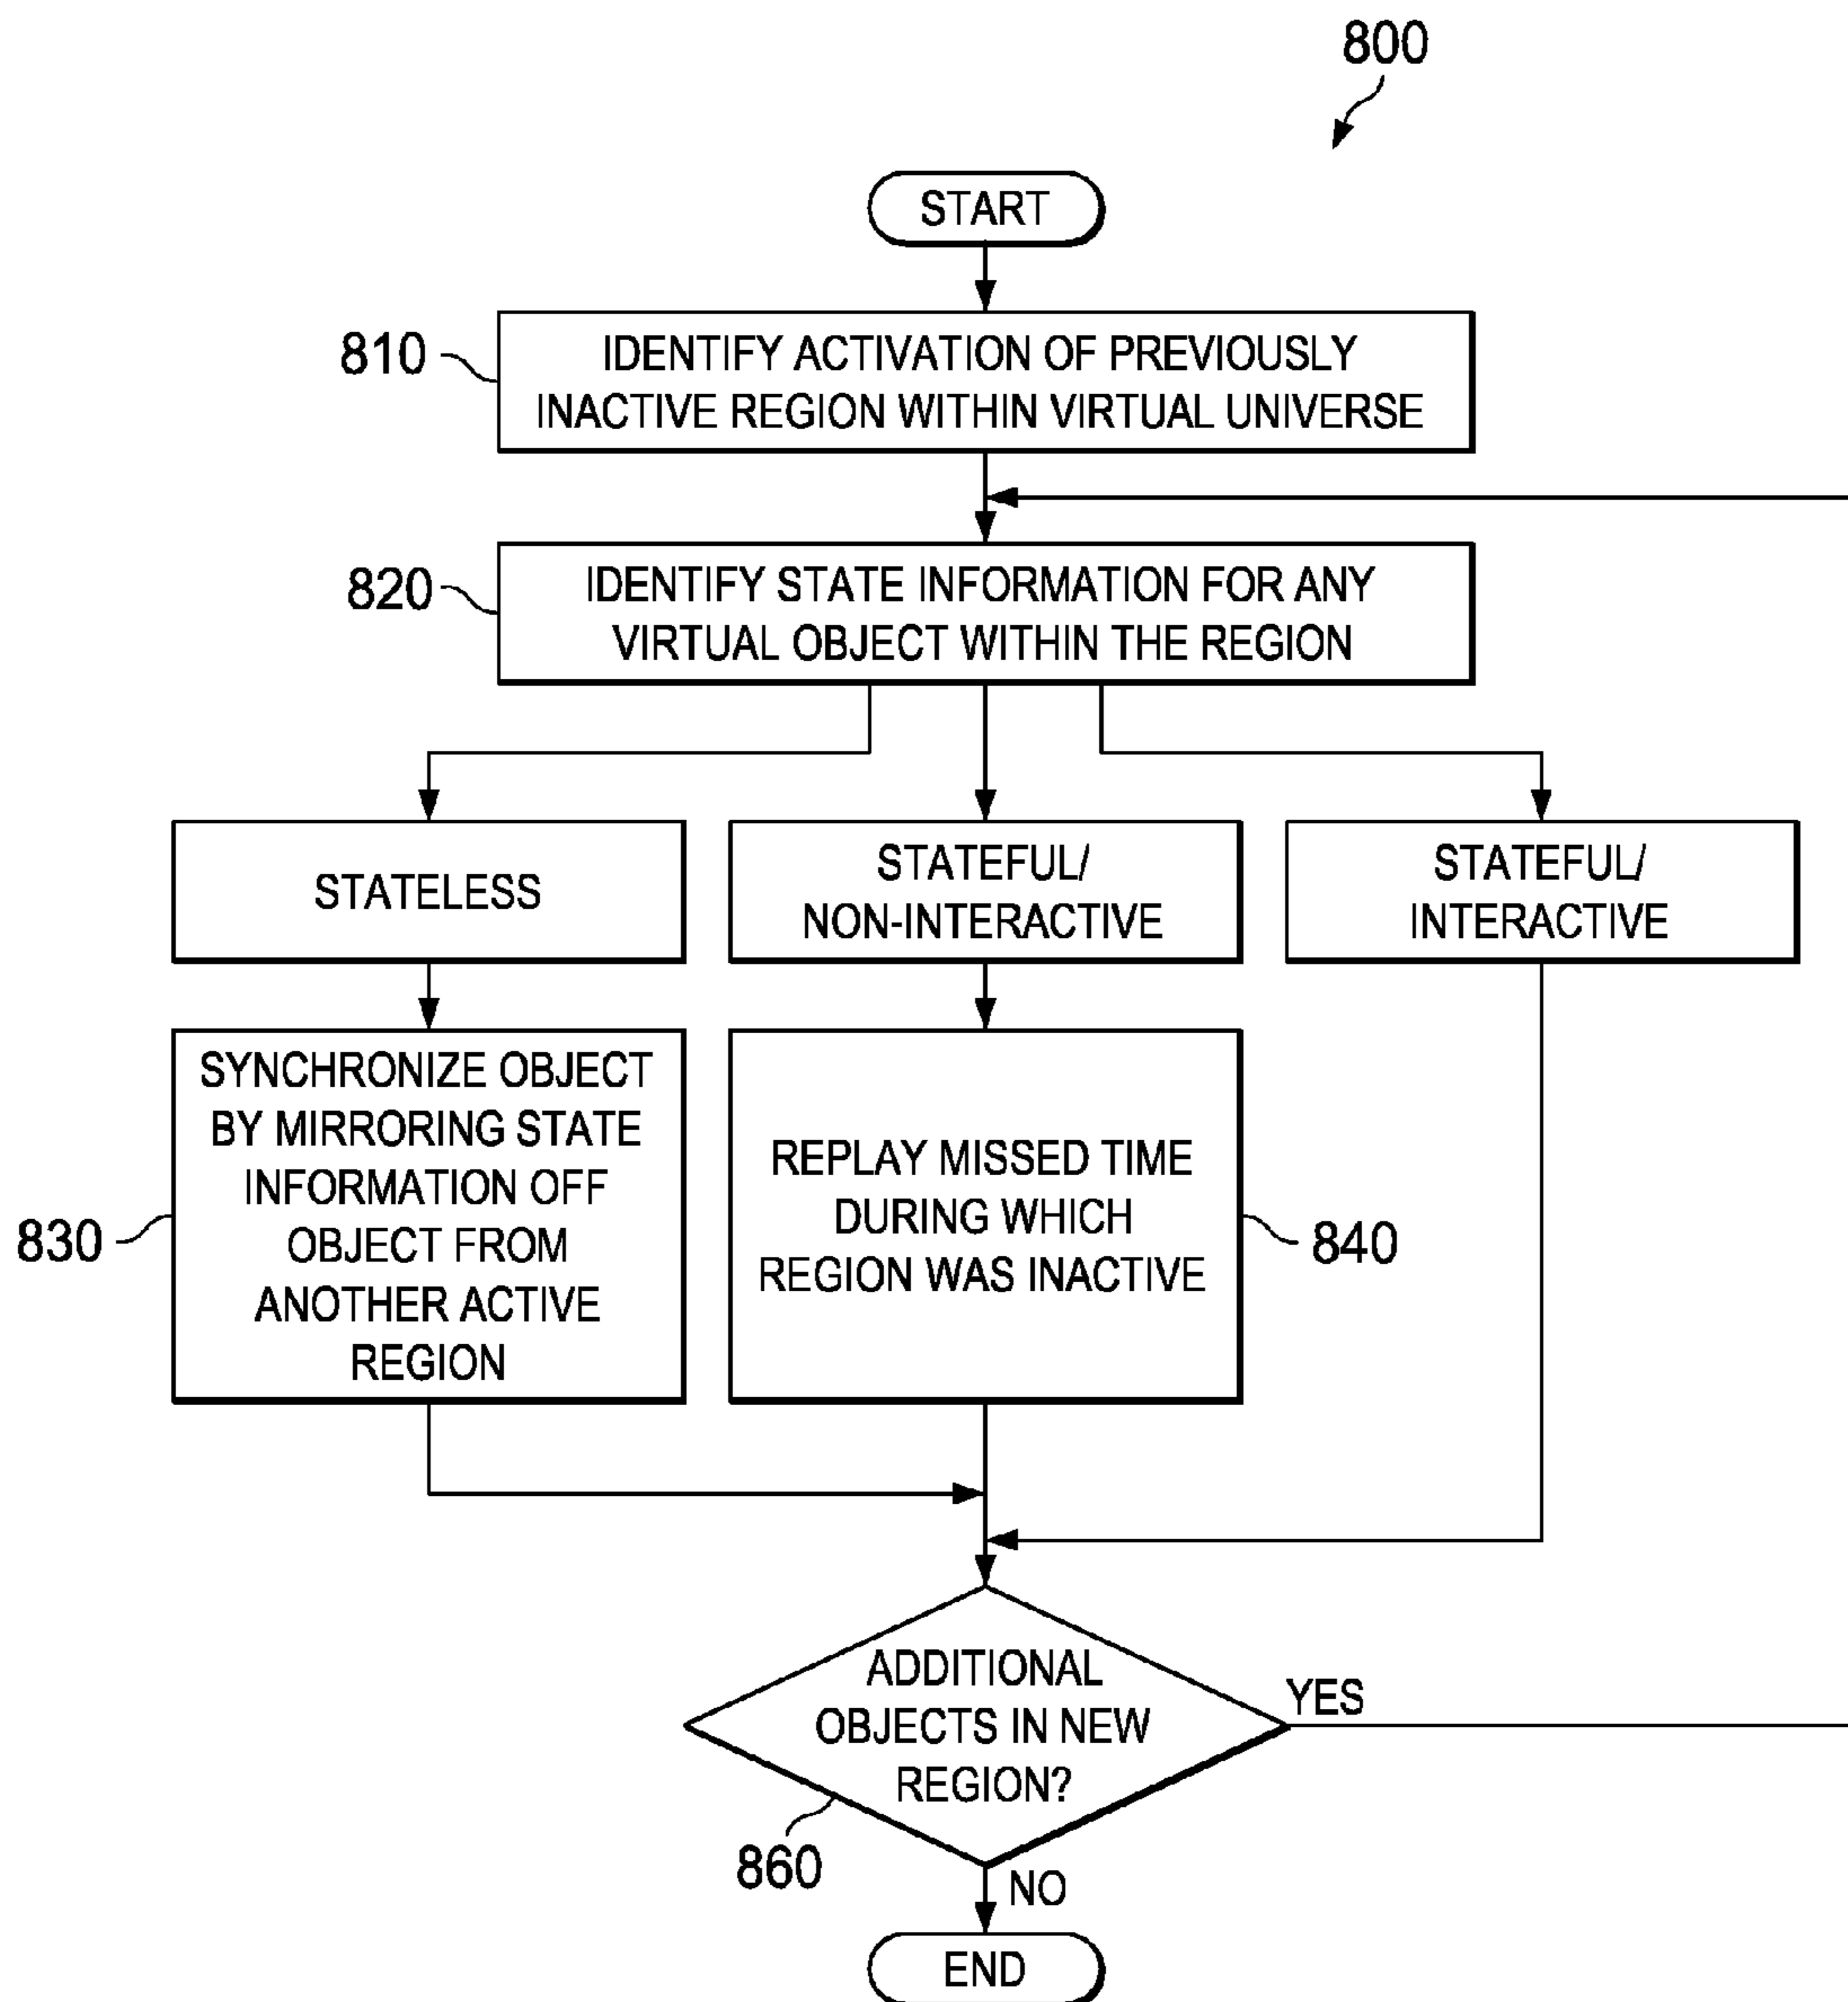 800
START
810
IDENTIFY ACTIVATION OF PREVIOUSLY
INACTIVE REGION WITHIN VIRTUAL UNIVERSE
820
IDENTIFY STATE INFORMATION FOR ANY
VIRTUAL OBJECT WITHIN THE REGION
STATELESS
STATEFUL/
NON-INTERACTIVE
STATEFUL/
INTERACTIVE
830
SYNCHRONIZE OBJECT
BY MIRRORING STATE
INFORMATION OFF
OBJECT FROM
ANOTHER ACTIVE
REGION
REPLAY MISSED TIME
DURING WHICH
REGION WAS INACTIVE
840
ADDITIONAL
OBJECTS IN NEW
REGION?
YES
860
NO
END